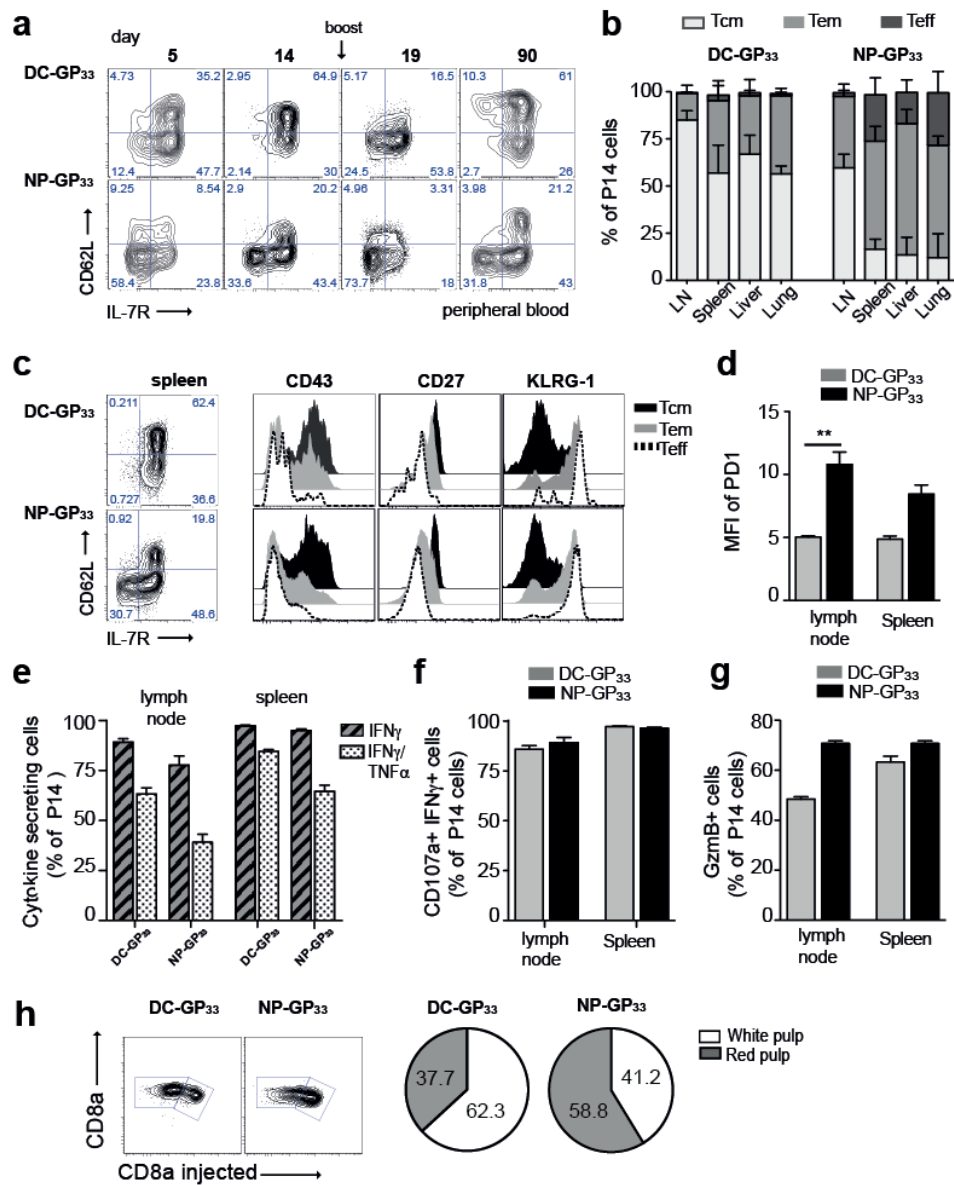 a
day
boost
5
14
19
90
DC-GP33
4.73
35.2
2.95
64.9
5.17
16.5
10.3
61
12.4
47.7
2.14
30
24.5
53.8
2.7
26
NP-GP33
9.25
8.54
2.9
20.2
4.96
3.31
3.98
21.2
58.4
23.8
33.6
43.4
73.7
18
31.8
43
CD62L
IL-7R
peripheral blood
b
Tcm
Tem
Teff
DC-GP33
NP-GP33
% of P14 cells
100
75
50
25
0
LN
Spleen
Liver
Lung
LN
Spleen
Liver
Lung
c
spleen
DC-GP33
0.211
62.4
0.727
36.6
NP-GP33
0.92
19.8
30.7
48.6
CD62L
IL-7R
CD43
CD27
KLRG-1
Tcm
Tem
Teff
d
DC-GP33
NP-GP33
MFI of PD1
15
10
5
0
**
lymph
node
Spleen
e
lymph
node
spleen
Cytokine secreting cells
(% of P14 )
100
75
50
25
0
IFNγ
IFNγ/
TNFα
DC-GP33
NP-GP33
DC-GP33
NP-GP33
f
DC-GP33
NP-GP33
CD107a+ IFNγ+ cells
(% of P14 cells)
100
75
50
25
0
lymph
node
Spleen
g
DC-GP33
NP-GP33
GzmB+ cells
(% of P14 cells)
80
60
40
20
0
lymph
node
Spleen
h
DC-GP33
NP-GP33
CD8a
CD8a injected
DC-GP33
NP-GP33
37.7
62.3
41.2
58.8
White pulp
Red pulp